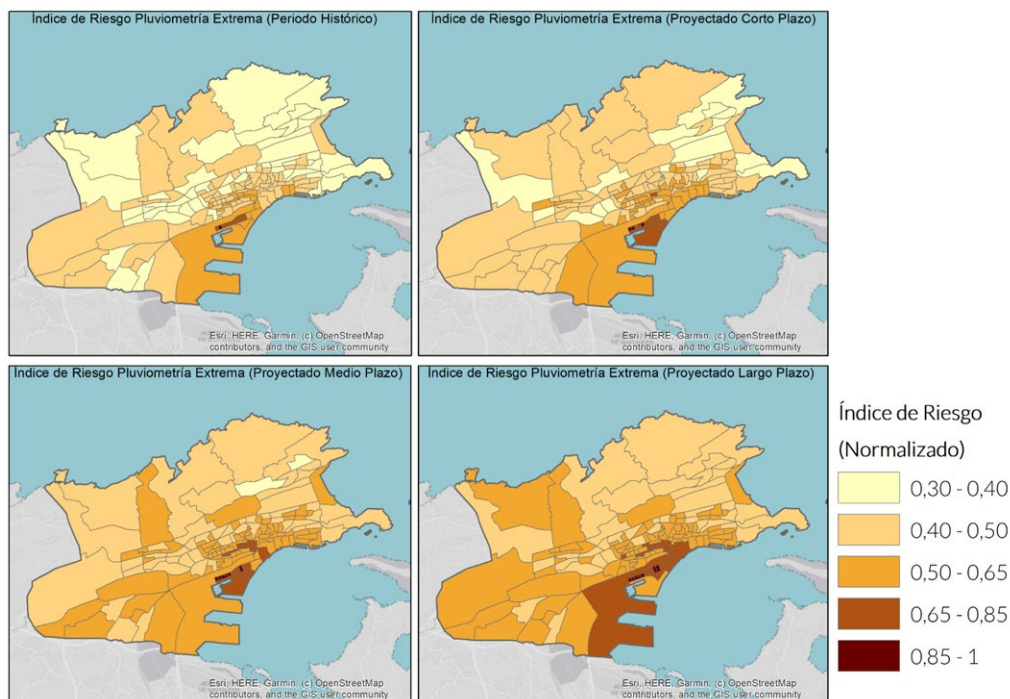 Índice de Riesgo Pluviometría Extrema (Periodo Histórico)
Índice de Riesgo Pluviometría Extrema (Proyectado Corto Plazo)
Esri, HERE, Garmin, (c) OpenStreetMap
contributors, and the GIS user community
Esri, HERE, Garmin, (c) OpenStreetMap
contributors, and the GIS user community
Índice de Riesgo Pluviometría Extrema (Proyectado Medio Plazo)
Índice de Riesgo Pluviometría Extrema (Proyectado Largo Plazo)
Esri, HERE, Garmin, (c) OpenStreetMap
contributors, and the GIS user community
Esri, HERE, Garmin, (c) OpenStreetMap
contributors, and the GIS user community
Índice de Riesgo
(Normalizado)
0,30 - 0,40
0,40 - 0,50
0,50 - 0,65
0,65 - 0,85
0,85 - 1